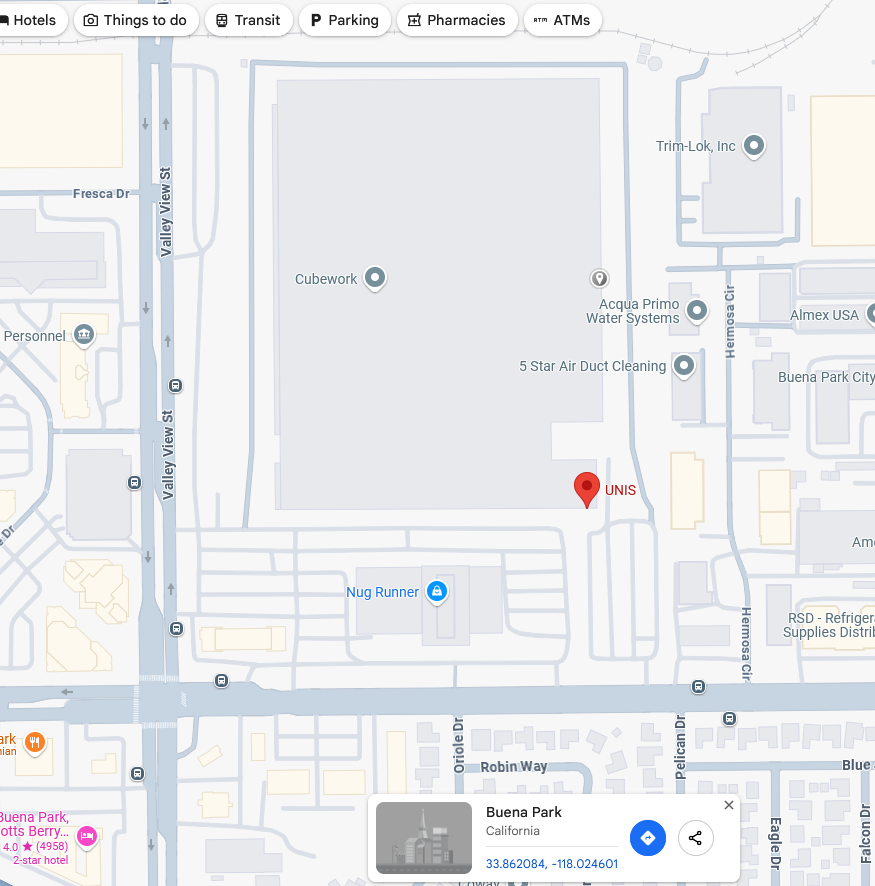 Hotels
Things to do
Transit
P Parking
Pharmacies
ATM ATMs
Trim-Lok, Inc
Fresca Dr
Valley View St
Cubework
Acqua Primo
Water Systems
Hermosa Cir
Almex USA
Personnel
5 Star Air Duct Cleaning
Buena Park City
Valley View St
UNIS
e Dr
Ame
Nug Runner
RSD - Refrigera
Supplies Distrib
Hermosa Cir
Oriole Dr
Pelican Dr
ark
nian
Robin Way
Blue
Buena Park
California
33.862084, -118.024601
Buena Park,
otts Berry...
4.0 ★ (4958)
2-star hotel
Eagle Dr
Falcon Dr